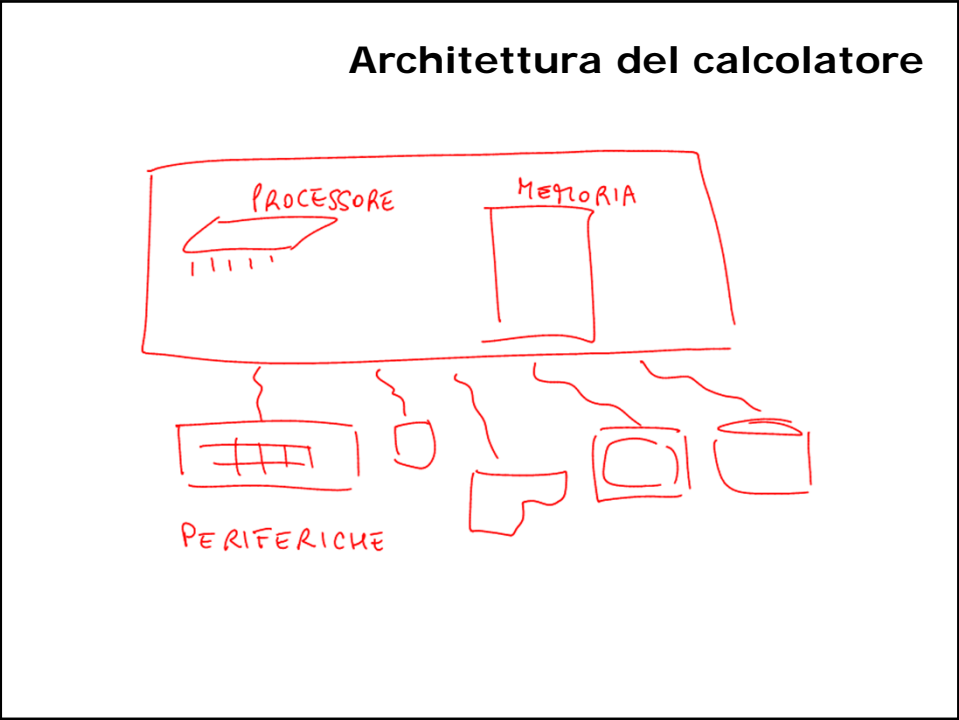 Architettura del calcolatore
PROCESSORE
MEMORIA
PERIFERICHE